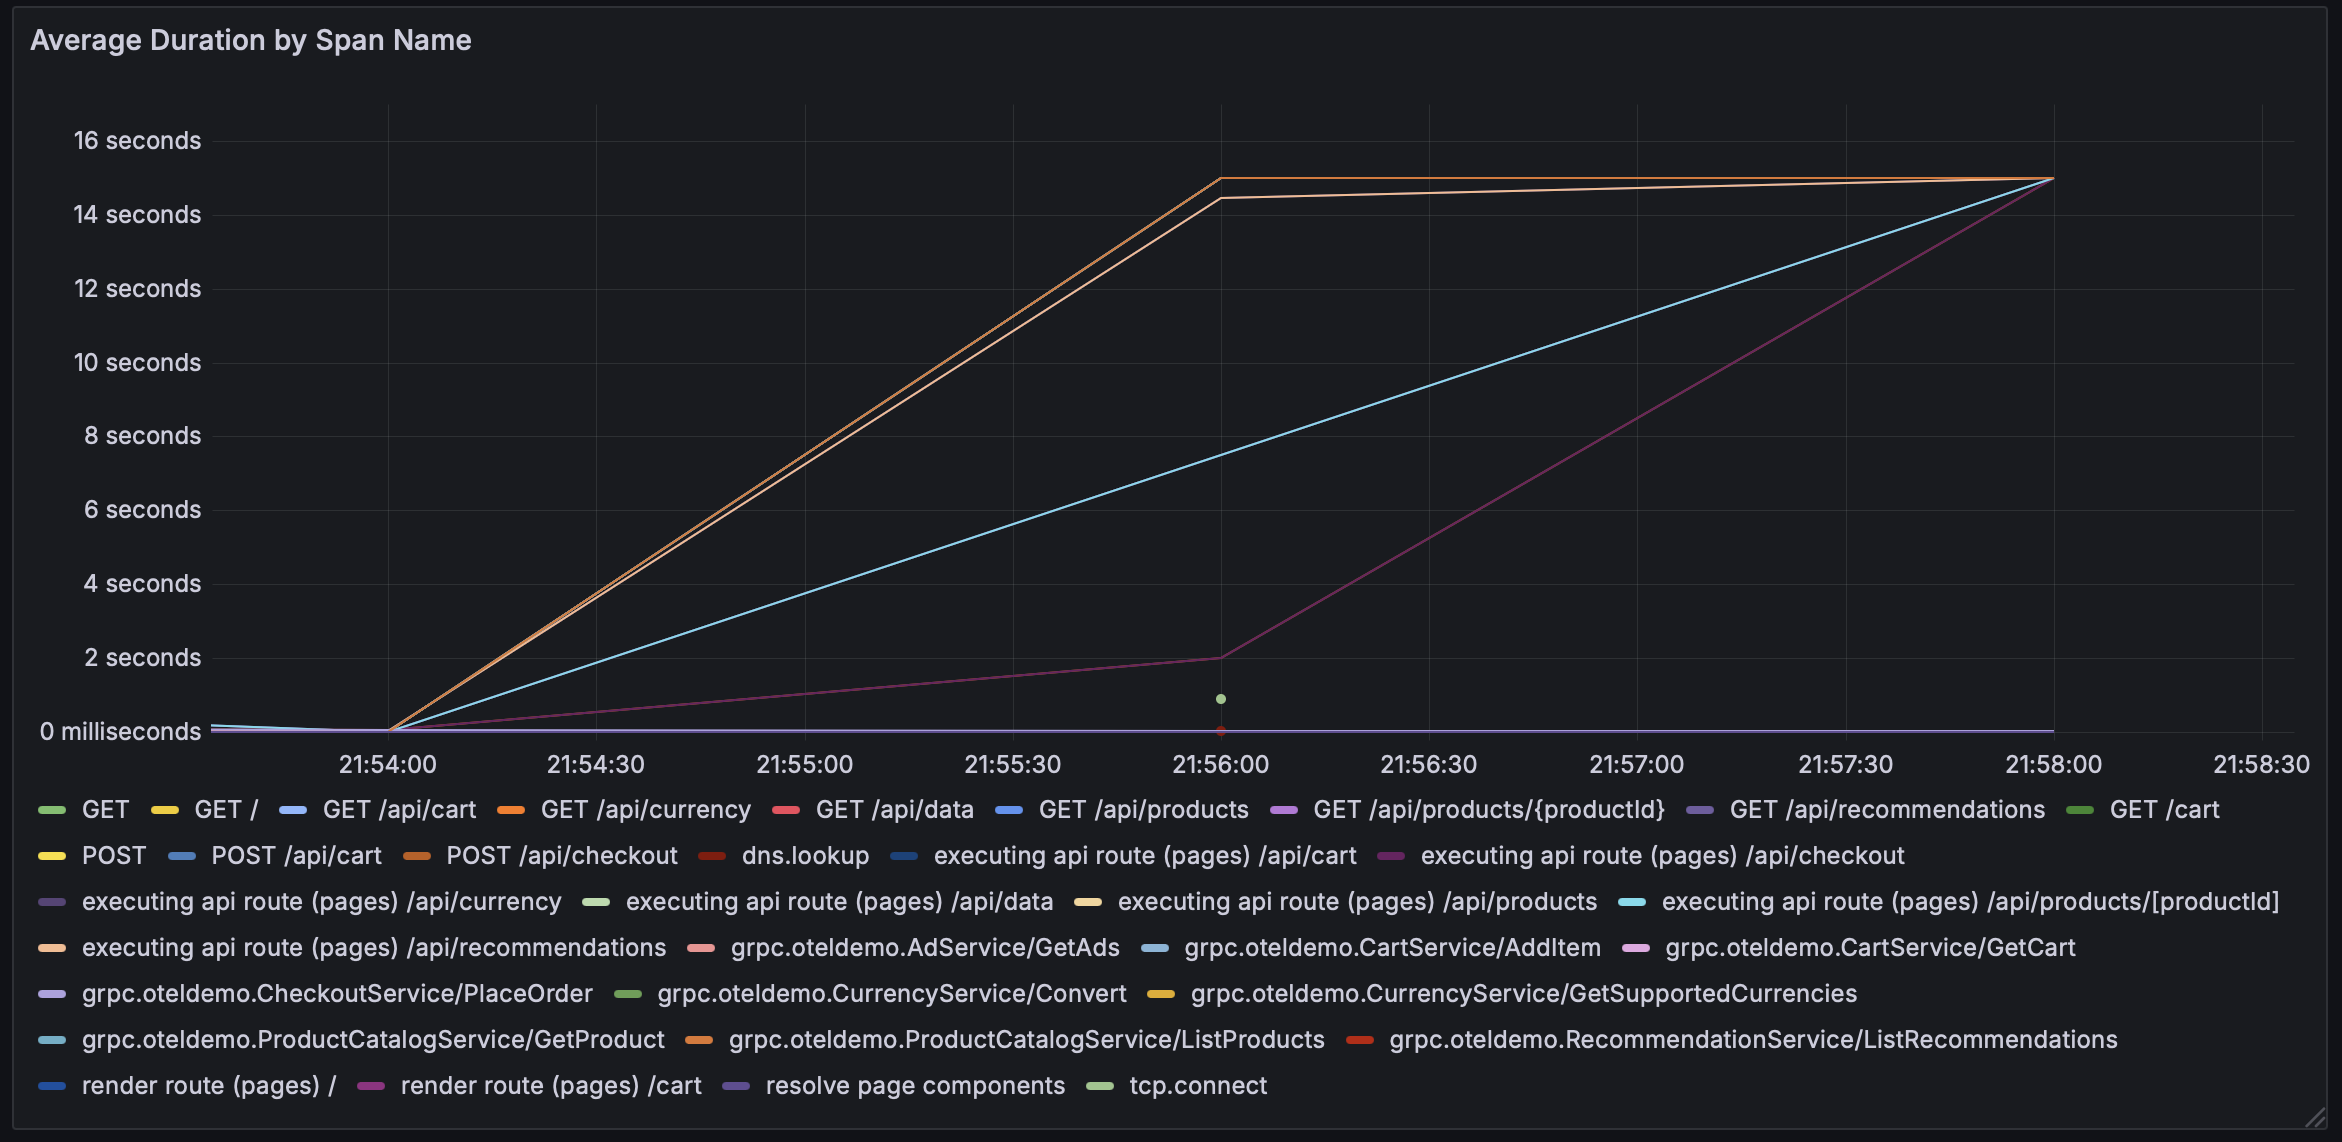 Average Duration by Span Name
16 seconds
14 seconds
12 seconds
10 seconds
8 seconds
6 seconds
4 seconds
2 seconds
0 milliseconds
21:54:00 21:54:30 21:55:00 21:55:30 21:56:00 21:56:30 21:57:00 21:57:30 21:58:00 21:58:30
GET GET / GET /api/cart GET /api/currency GET /api/data GET /api/products GET /api/products/{productId} GET /api/recommendations GET /cart
POST POST /api/cart POST /api/checkout dns.lookup executing api route (pages) /api/cart executing api route (pages) /api/checkout
executing api route (pages) /api/currency executing api route (pages) /api/data executing api route (pages) /api/products executing api route (pages) /api/products/[productId]
executing api route (pages) /api/recommendations grpc.oteldemo.AdService/GetAds grpc.oteldemo.CartService/AddItem grpc.oteldemo.CartService/GetCart
grpc.oteldemo.CheckoutService/PlaceOrder grpc.oteldemo.CurrencyService/Convert grpc.oteldemo.CurrencyService/GetSupportedCurrencies
grpc.oteldemo.ProductCatalogService/GetProduct grpc.oteldemo.ProductCatalogService/ListProducts grpc.oteldemo.RecommendationService/ListRecommendations
render route (pages) / render route (pages) /cart resolve page components tcp.connect